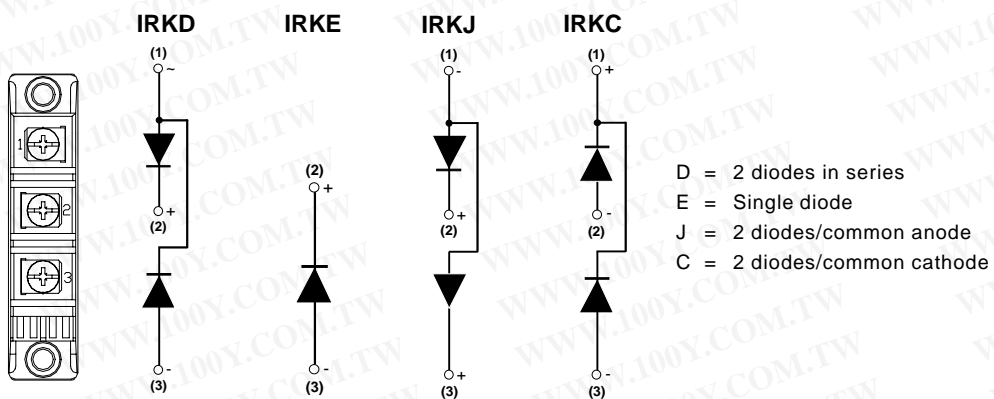 IRKD IRKE IRKJ IRKC
(1) (1) (1)
~ - +
1
2
3
(2)
+
+ + -
(2) (2) (2)
- - + -
(3) (3) (3) (3)
D = 2 diodes in series
E = Single diode
J = 2 diodes/common anode
C = 2 diodes/common cathode
WWW.100Y.COM.TW